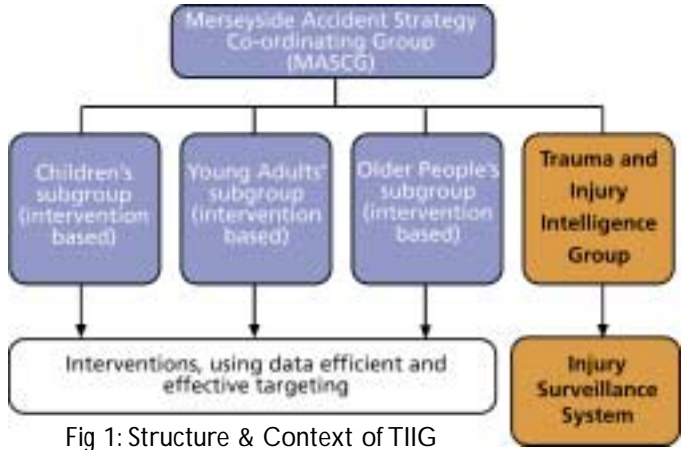 Merseyside Accident Strategy
Co-ordinating Group
(MASCG)
Children's
subgroup
(intervention
based)
Young Adults'
subgroup
(intervention
based)
Older People's
subgroup
(intervention
based)
Trauma and
Injury
Intelligence
Group
Interventions, using data efficient and
effective targeting
Injury
Surveillance
System
Fig 1: Structure & Context of TIIG